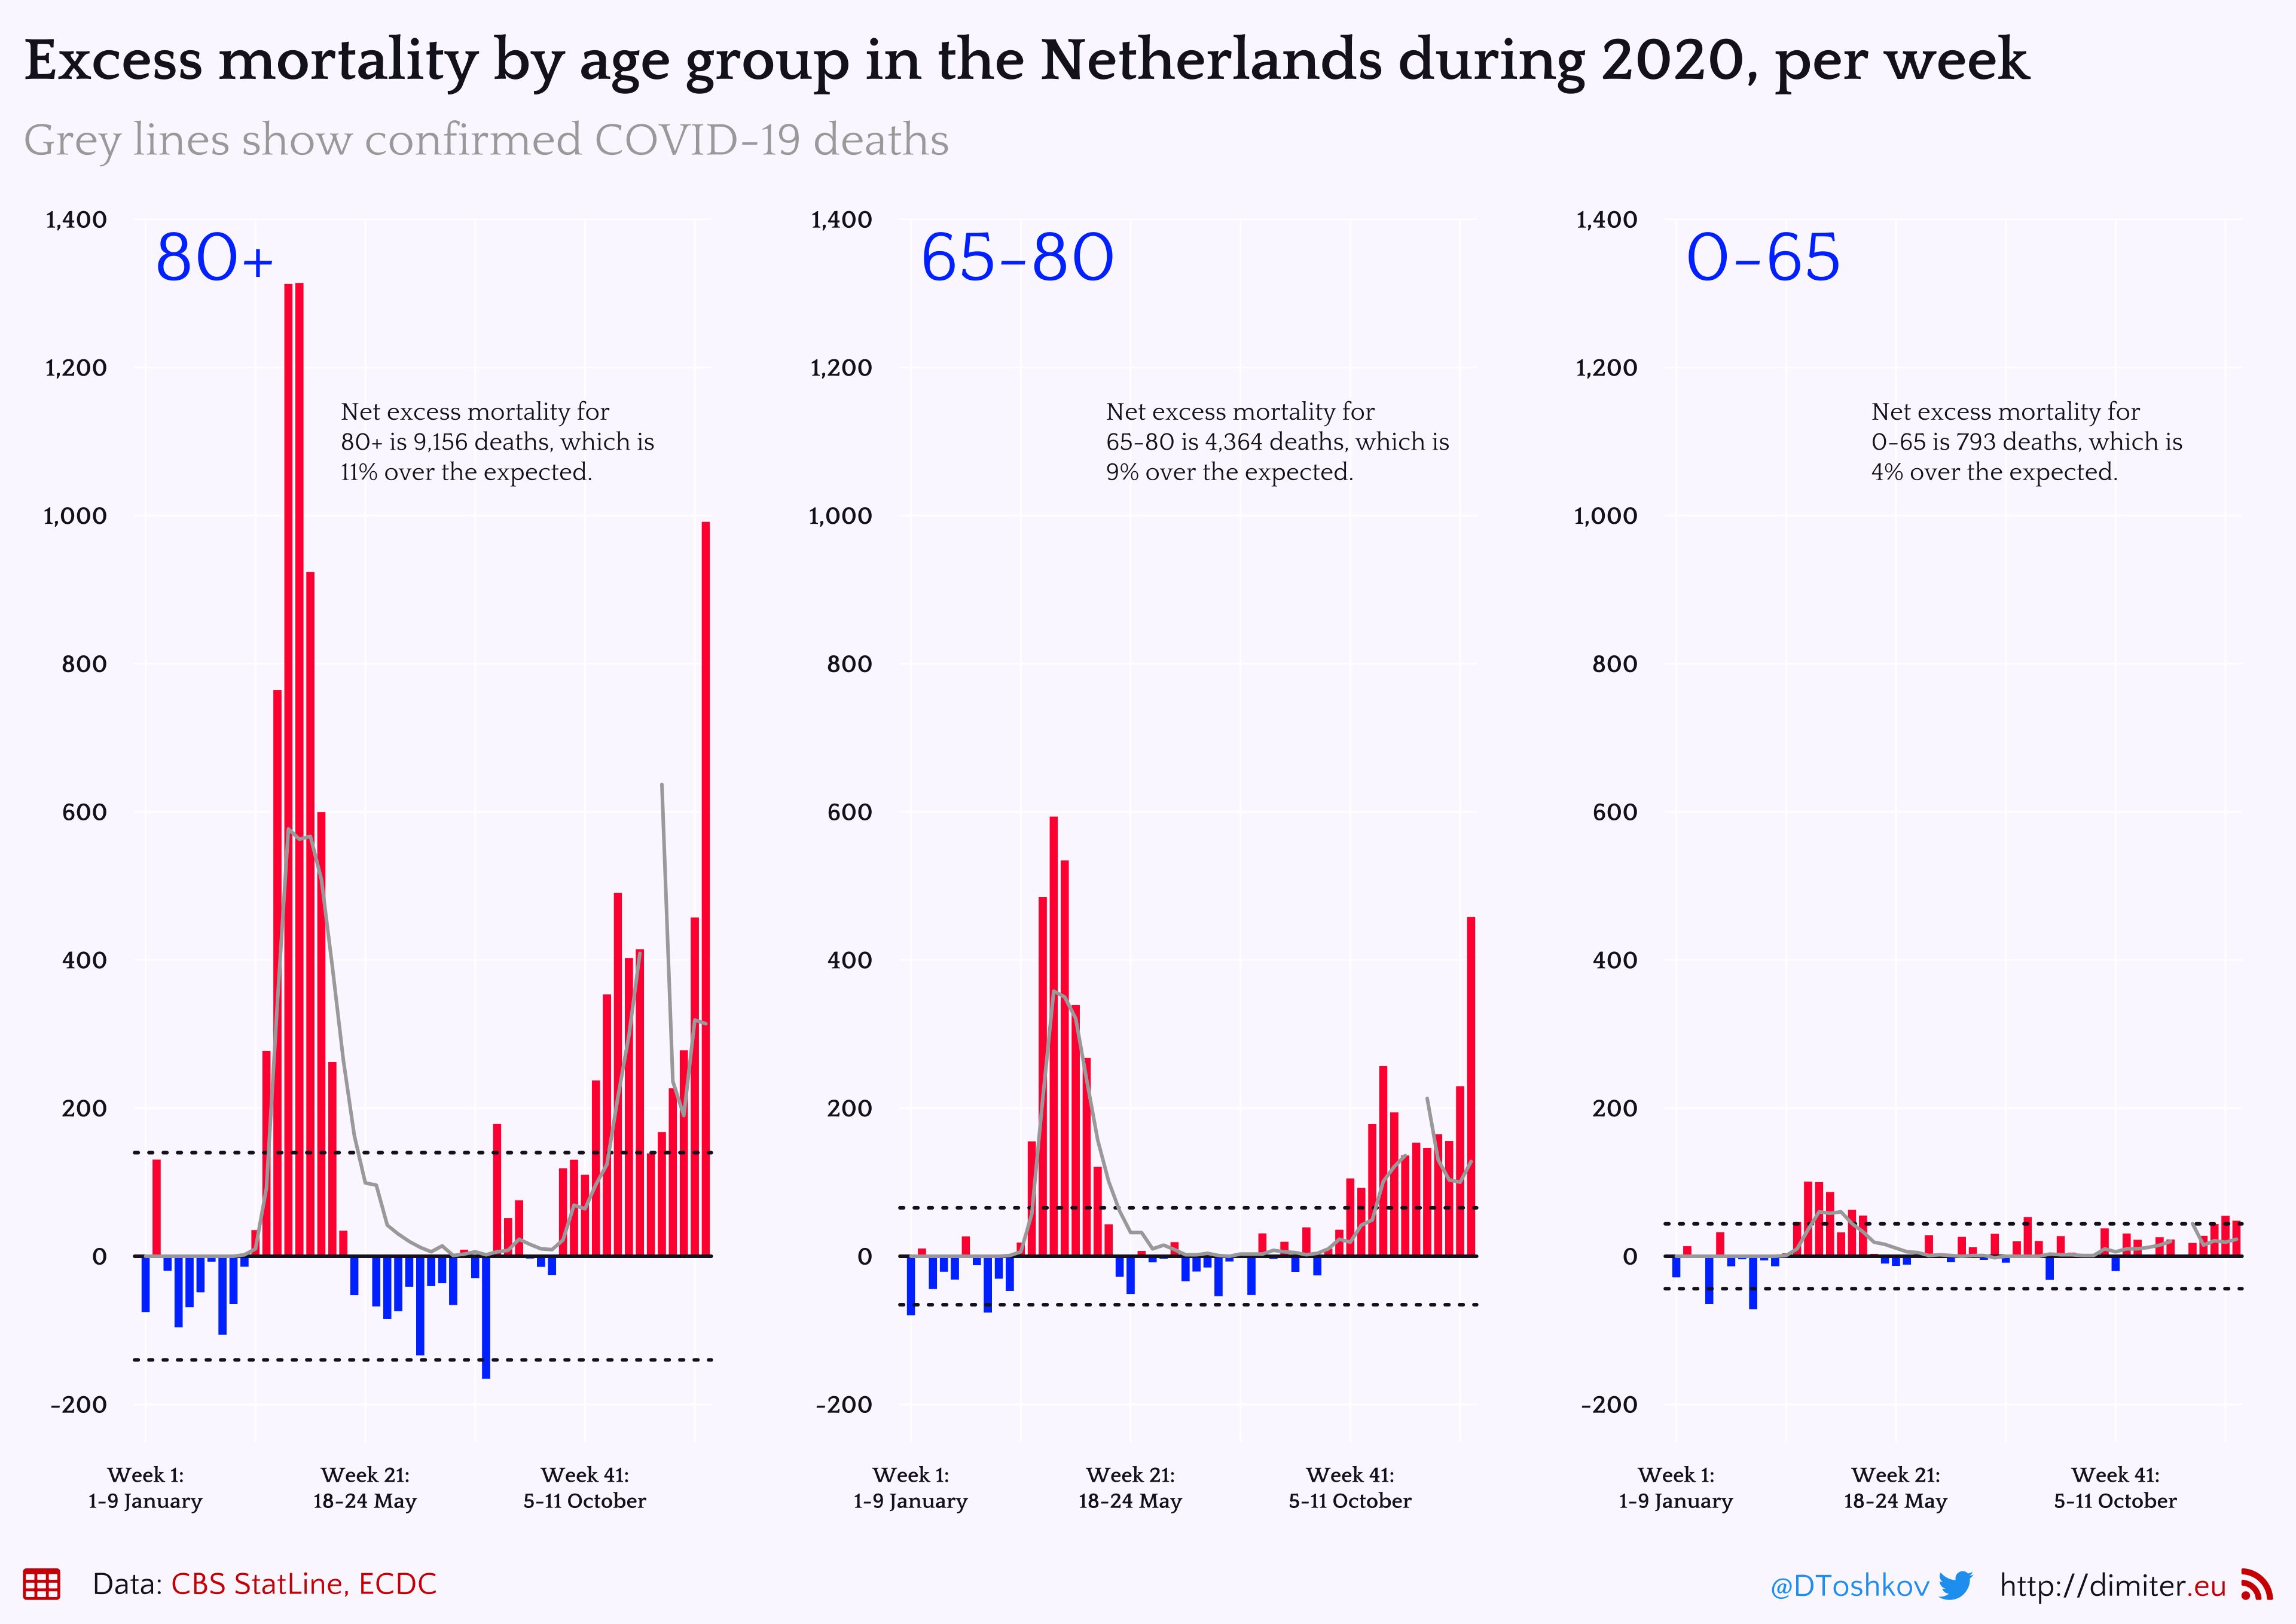 Excess mortality by age group in the Netherlands during 2020, per week
Grey lines show confirmed COVID-19 deaths
1,400
1,200
1,000
800
600
400
200
0
-200
80+
Net excess mortality for
80+ is 9,156 deaths, which is
11% over the expected.
Week 1:
1-9 January
Week 21:
18-24 May
Week 41:
5-11 October
1,400
1,200
1,000
800
600
400
200
0
-200
65-80
Net excess mortality for
65-80 is 4,364 deaths, which is
9% over the expected.
Week 1:
1-9 January
Week 21:
18-24 May
Week 41:
5-11 October
1,400
1,200
1,000
800
600
400
200
0
-200
0-65
Net excess mortality for
0-65 is 793 deaths, which is
4% over the expected.
Week 1:
1-9 January
Week 21:
18-24 May
Week 41:
5-11 October
Data: CBS StatLine, ECDC
@DToshkov
http://dimiter.eu